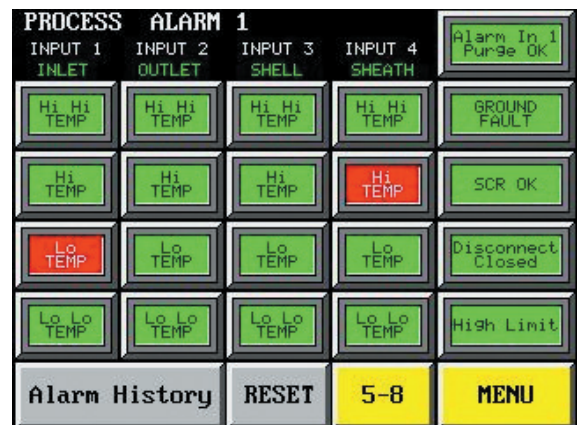 PROCESS ALARM 1
INPUT 1 INPUT 2 INPUT 3 INPUT 4
INLET OUTLET SHELL SHEATH
Alarm In 1
Purge OK
Hi Hi
TEMP
Hi Hi
TEMP
Hi Hi
TEMP
Hi Hi
TEMP
GROUND
FAULT
Hi
TEMP
Hi
TEMP
Hi
TEMP
Hi
TEMP
SCR OK
Lo
TEMP
Lo
TEMP
Lo
TEMP
Lo
TEMP
Disconnect
Closed
Lo Lo
TEMP
Lo Lo
TEMP
Lo Lo
TEMP
Lo Lo
TEMP
High Limit
Alarm History
RESET
5-8
MENU